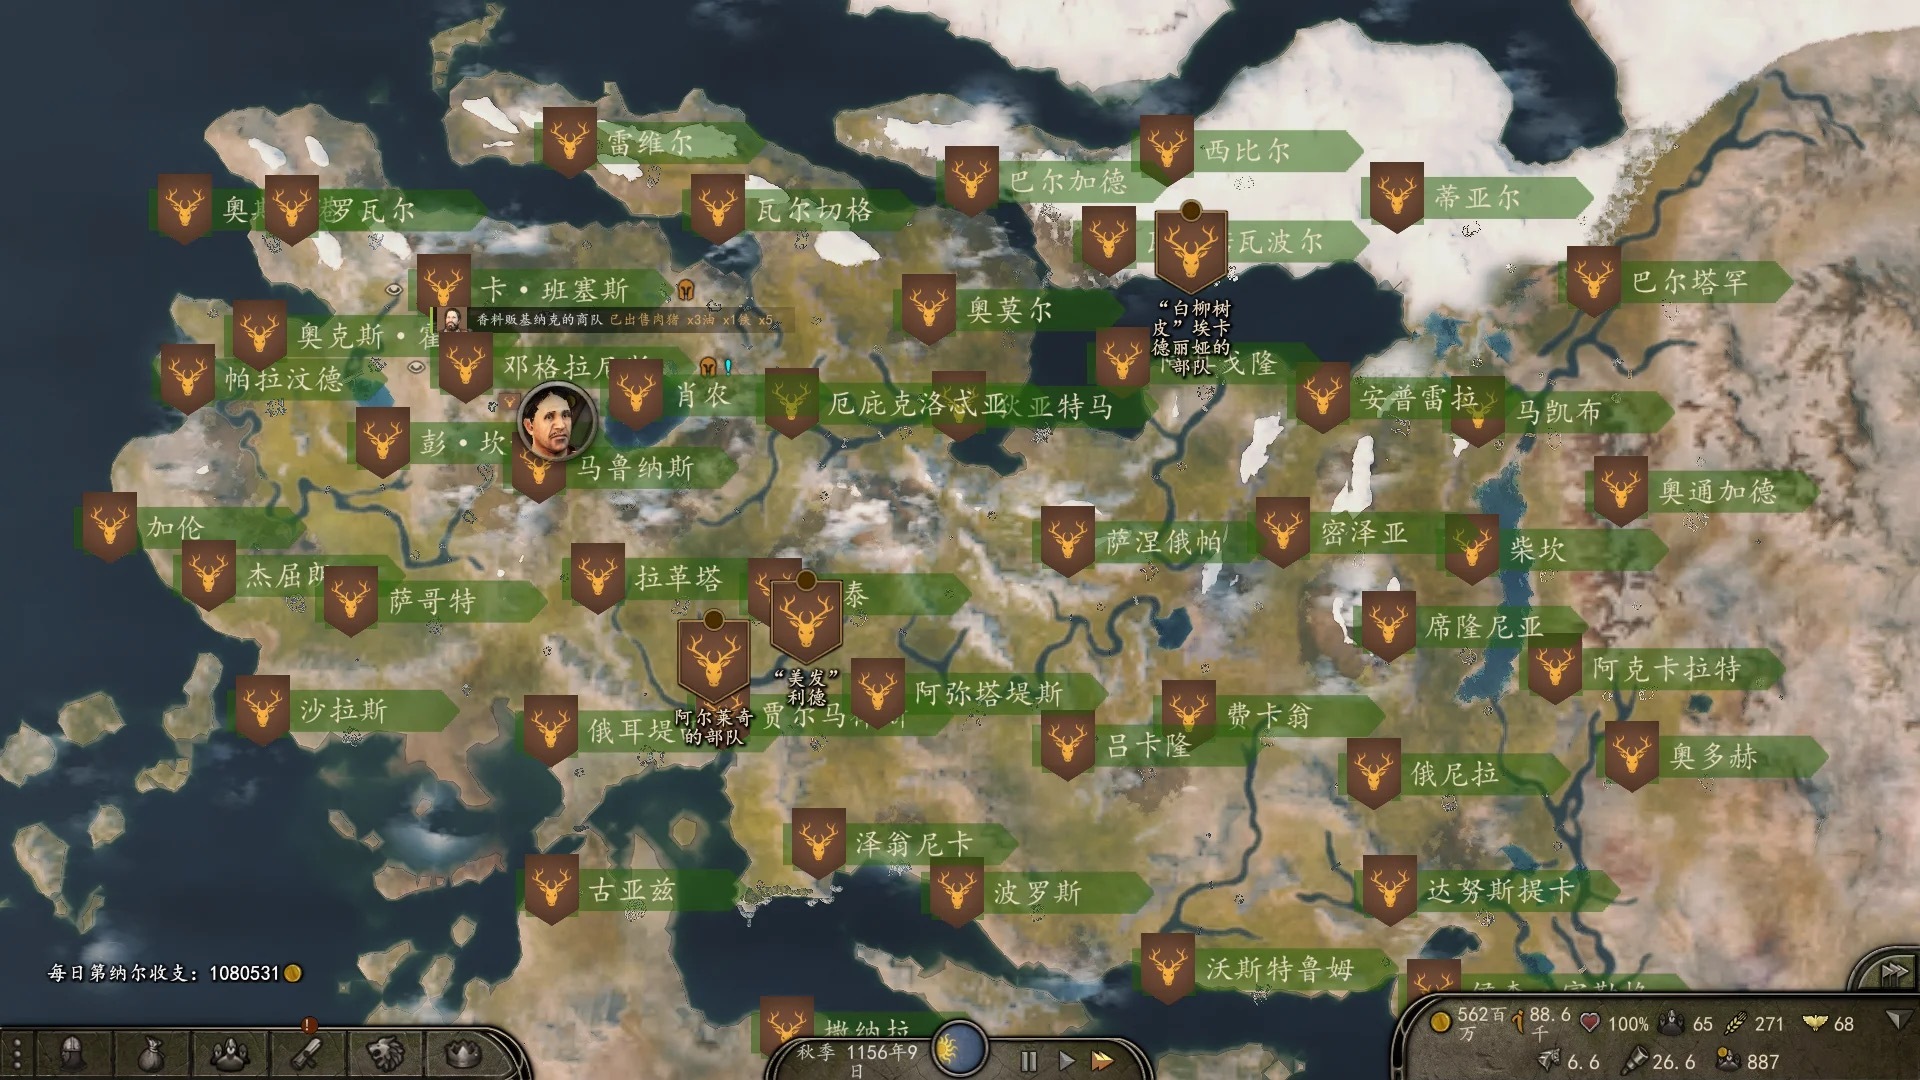 雷维尔
西比尔
巴尔加德
蒂亚尔
奥斯
罗瓦尔
瓦尔切格
瓦波尔
卡·班塞斯
巴尔塔罕
奥莫尔
“白柳树
皮”埃卡
德丽娅的
部队
香料贩基纳克的商队 已出售肉猪 x3油 x1铁 x5
奥克斯·霍
邓格拉尼
戈隆
帕拉汶德
肖农
厄庇克洛忒亚
狄亚特马
安普雷拉
马凯布
彭·坎
马鲁纳斯
奥通加德
加伦
萨涅俄帕
密泽亚
柴坎
杰屈郎
萨哥特
拉革塔
泰
席隆尼亚
阿克卡拉特
“美发”
利德
阿弥塔堤斯
沙拉斯
俄耳堤
阿尔莱奇
的部队
贾尔马
费卡翁
吕卡隆
俄尼拉
奥多赫
泽翁尼卡
古亚兹
波罗斯
达努斯提卡
沃斯特鲁姆
每日第纳尔收支：1080531
撒纳拉
秋季 1156年9
日
562百
万
88.6
千
100%
65
271
68
6.6
26.6
887